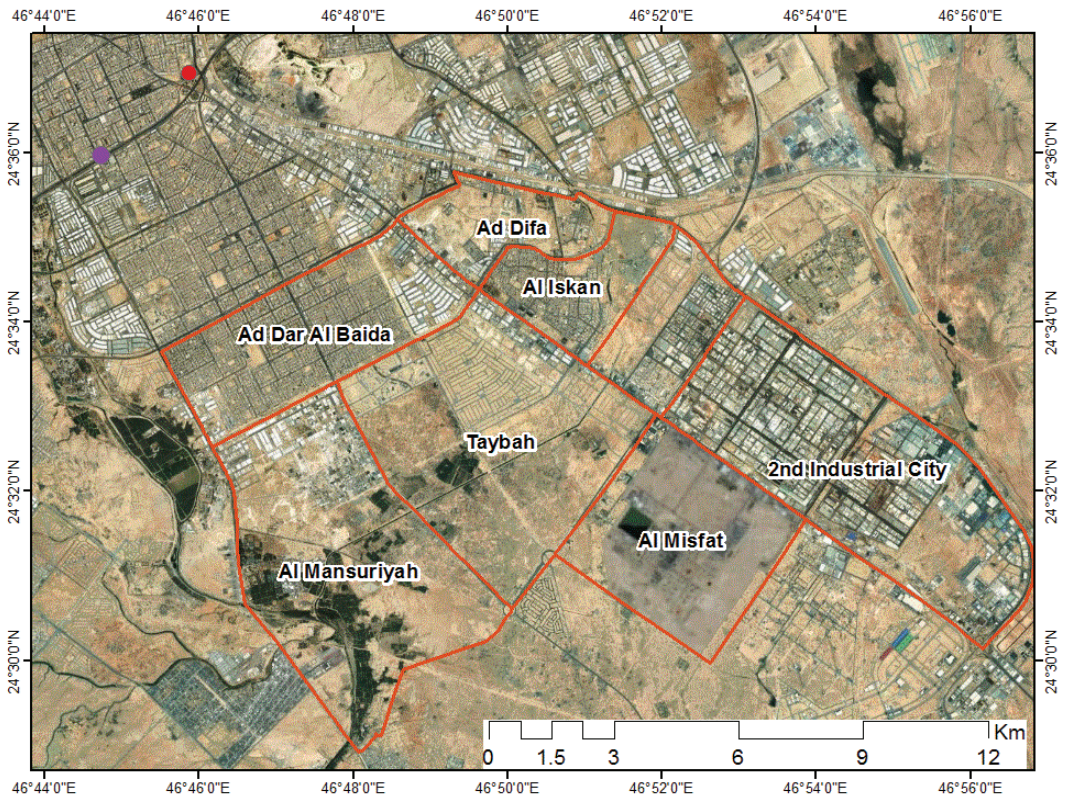 46°44'0"E 46°46'0"E 46°48'0"E 46°50'0"E 46°52'0"E 46°54'0"E 46°56'0"E
24°36'0"N 24°36'0"N
Ad Difa
Al Iskan
24°34'0"N 24°34'0"N
Ad Dar Al Baida
Taybah
2nd Industrial City
24°32'0"N 24°32'0"N
Al Misfat
Al Mansuriyah
24°30'0"N 24°30'0"N
Km
0 1.5 3 6 9 12
46°44'0"E 46°46'0"E 46°48'0"E 46°50'0"E 46°52'0"E 46°54'0"E 46°56'0"E